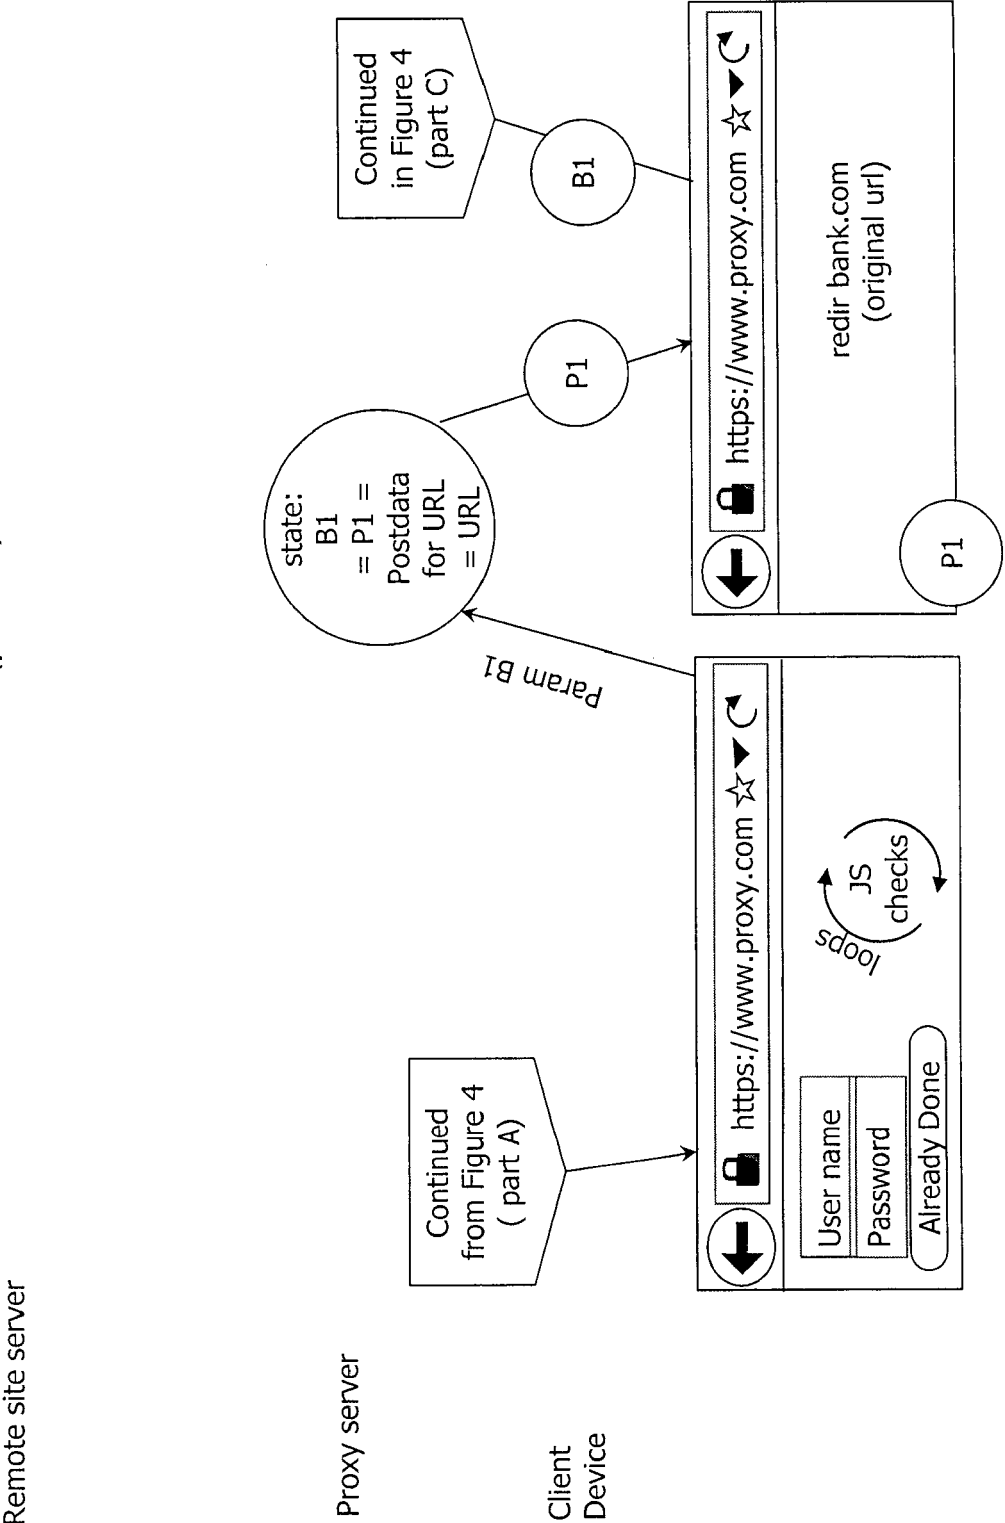 Remote site server
Proxy server
Client
Device
Continued
from Figure 4
( part A)
https://www.proxy.com
User name
Password
Already Done
JS
checks
loops
Param B1
state:
B1
= P1 =
Postdata
for URL
= URL
P1
https://www.proxy.com
redir bank.com
(original url)
P1
B1
Continued
in Figure 4
(part C)